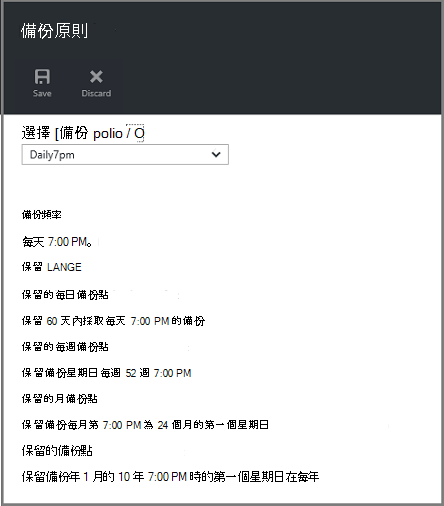 備份原則
Save Discard
選擇 [備份 polio / O
Daily7pm
備份頻率
每天 7:00 PM。
保留 LANGE
保留的每日備份點
保留 60 天內採取每天 7:00 PM 的備份
保留的每週備份點
保留備份星期日每週 52 週 7:00 PM
保留的月備份點
保留備份每月第 7:00 PM 為 24 個月的第一個星期日
保留的備份點
保留備份年 1 月的 10 年 7:00 PM 時的第一個星期日在每年